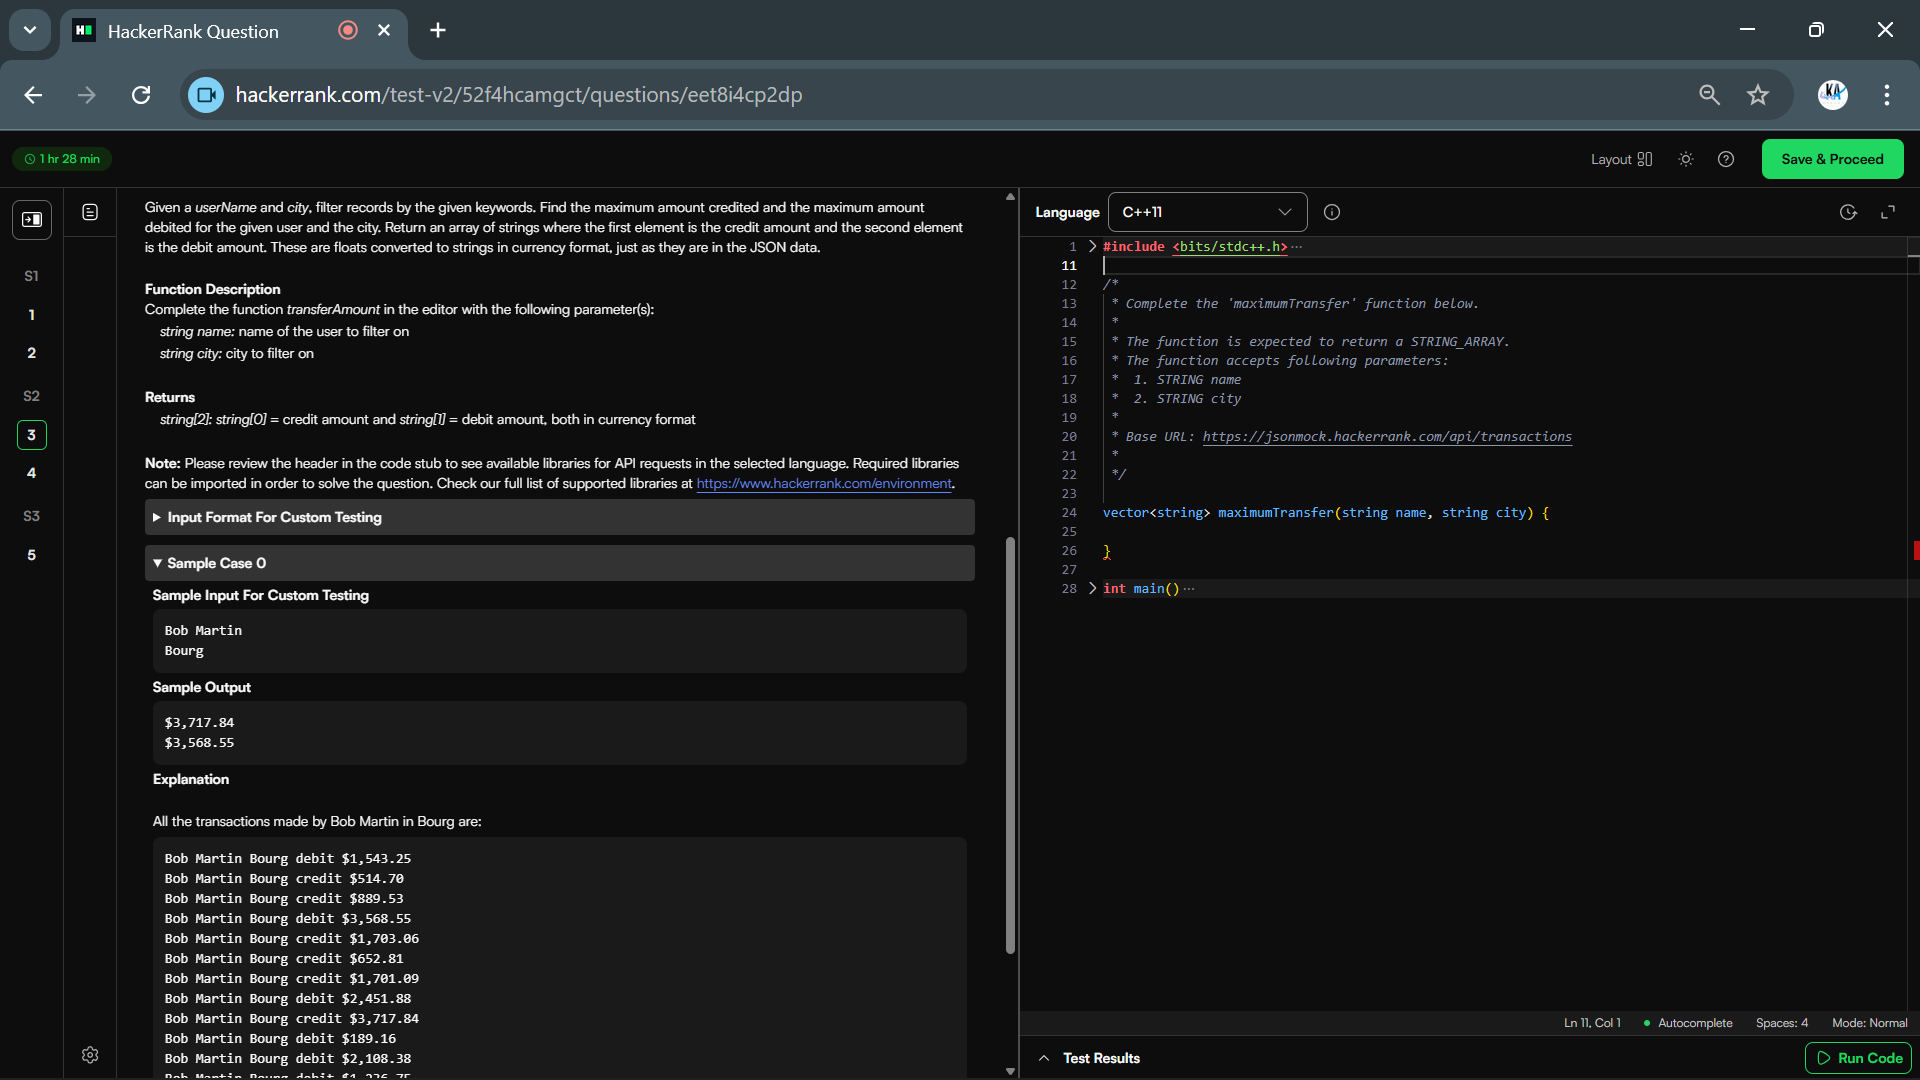 HackerRank Question
hackerrank.com/test-v2/52f4hcamgct/questions/eet8i4cp2dp
1 hr 28 min
Layout
Save & Proceed
S1
1
2
S2
3
4
S3
5
Given a userName and city, filter records by the given keywords. Find the maximum amount credited and the maximum amount
debited for the given user and the city. Return an array of strings where the first element is the credit amount and the second element
is the debit amount. These are floats converted to strings in currency format, just as they are in the JSON data.
Function Description
Complete the function transferAmount in the editor with the following parameter(s):
string name: name of the user to filter on
string city: city to filter on
Returns
string[2]: string[0] = credit amount and string[1] = debit amount, both in currency format
Note: Please review the header in the code stub to see available libraries for API requests in the selected language. Required libraries
can be imported in order to solve the question. Check our full list of supported libraries at https://www.hackerrank.com/environment.
Input Format For Custom Testing
Sample Case 0
Sample Input For Custom Testing
Bob Martin
Bourg
Sample Output
$3,717.84
$3,568.55
Explanation
All the transactions made by Bob Martin in Bourg are:
Bob Martin Bourg debit $1,543.25
Bob Martin Bourg credit $514.70
Bob Martin Bourg credit $889.53
Bob Martin Bourg debit $3,568.55
Bob Martin Bourg credit $1,703.06
Bob Martin Bourg credit $652.81
Bob Martin Bourg credit $1,701.09
Bob Martin Bourg debit $2,451.88
Bob Martin Bourg credit $3,717.84
Bob Martin Bourg debit $189.16
Bob Martin Bourg debit $2,108.38
Bob Martin Bourg debit
Language C++11
1 #include <bits/stdc++.h> ...
11
12 /*
13 * Complete the 'maximumTransfer' function below.
14 *
15 * The function is expected to return a STRING_ARRAY.
16 * The function accepts following parameters:
17 * 1. STRING name
18 * 2. STRING city
19 *
20 * Base URL: https://jsonmock.hackerrank.com/api/transactions
21 *
22 */
23
24 vector<string> maximumTransfer(string name, string city) {
25
26 }
27
28 int main() ...
Ln 11, Col 1 Autocomplete Spaces: 4 Mode: Normal
Test Results
Run Code